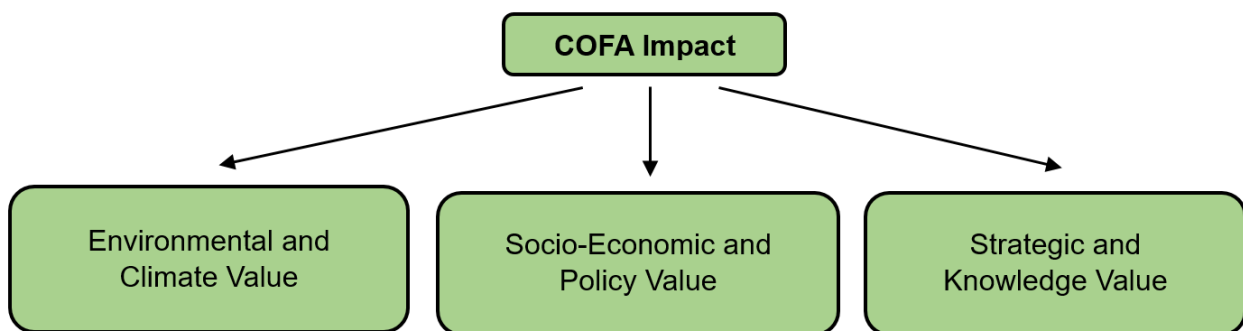 COFA Impact
Environmental and
Climate Value
Socio-Economic and
Policy Value
Strategic and
Knowledge Value